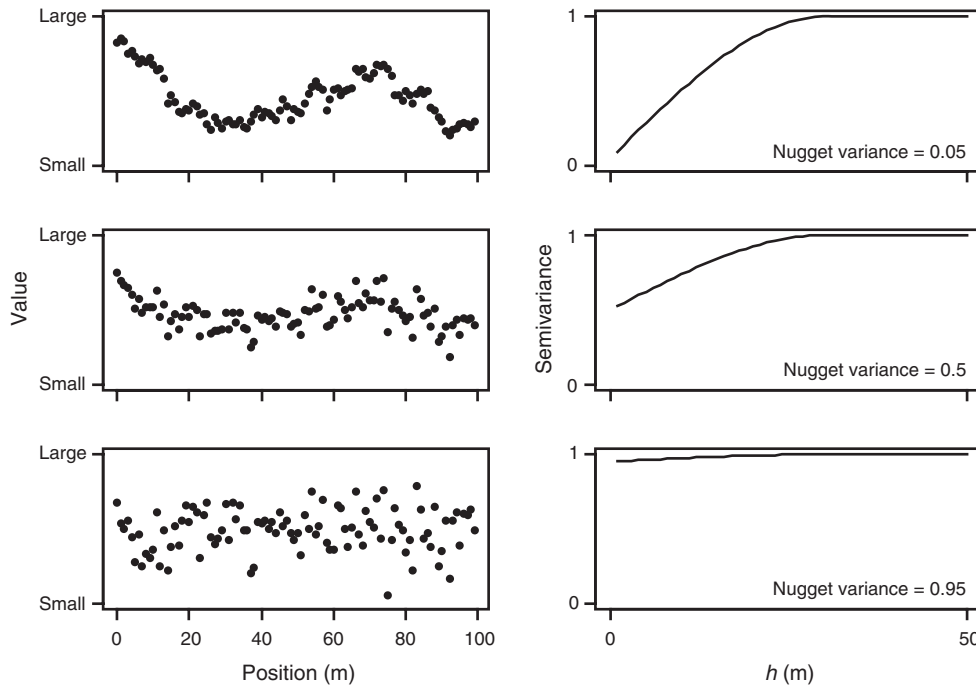 Large
Small
1
0
Nugget variance = 0.05
Large
Small
1
0
Nugget variance = 0.5
Value
Semivariance
Large
Small
1
0
Nugget variance = 0.95
0 20 40 60 80 100
Position (m)
0 50
h (m)